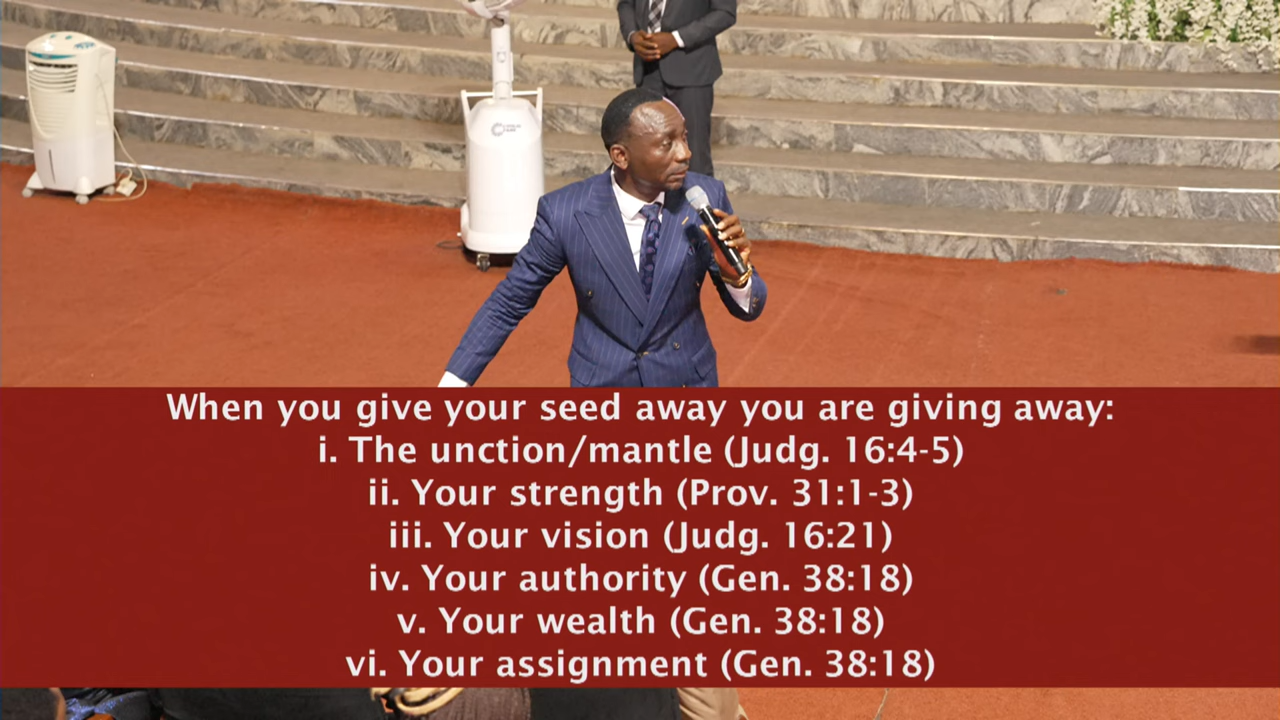 When you give your seed away you are giving away:
i. The unction/mantle (Judg. 16:4-5)
ii. Your strength (Prov. 31:1-3)
iii. Your vision (Judg. 16:21)
iv. Your authority (Gen. 38:18)
v. Your wealth (Gen. 38:18)
vi. Your assignment (Gen. 38:18)